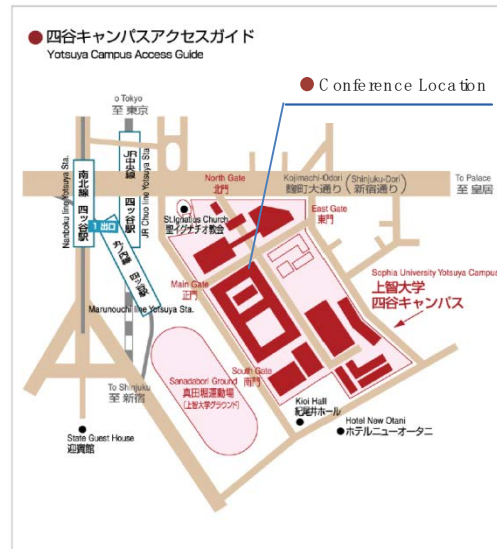 ● 四谷キャンパスアクセスガイド
Yotsuya Campus Access Guide
● Conference Location
o Tokyo
至 東京
南北線 四ツ谷駅
Nanboku line Yotsuya Sta.
JR中央線 四ツ谷駅
JR Chuo line Yotsuya Sta.
1 出口
丸ノ内線 四ツ谷駅
Marunouchi line Yotsuya Sta.
North Gate
北門
Kojimachi-Odori (Shinjuku-Dori)
麹町大通り (新宿通り)
To Palace
至 皇居
St.Ignatios Church
聖イグナチオ教会
East Gate
東門
Main Gate
正門
Sophia University Yotsuya Campus
上智大学
四谷キャンパス
South Gate
南門
Sanadabori Ground
真田堀運動場
(上智大学グラウンド)
To Shinjuku
至 新宿
Kioi Hall
紀尾井ホール
Hotel New Otani
ホテルニューオータニ
State Guest House
迎賓館